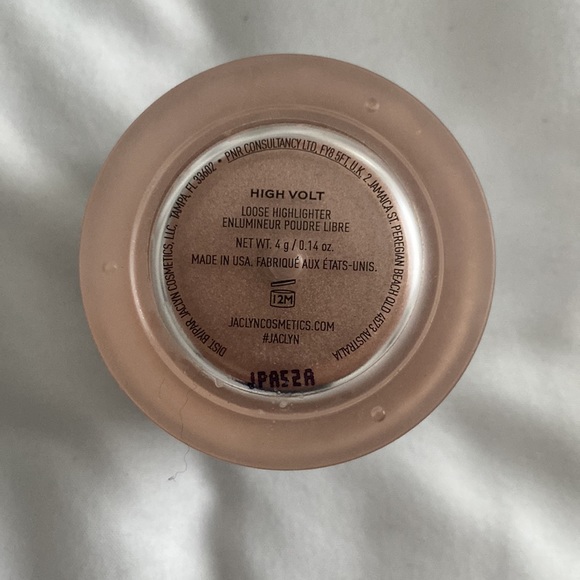 HIGH VOLT
LOOSE HIGHLIGHTER
ENLUMINEUR POUDRE LIBRE
NET WT. 4 g / 0.14 oz.
MADE IN USA. FABRIQUÉ AUX ÉTATS-UNIS.
12M
JACLYNCOSMETICS.COM
#JACLYN
JPA52A
DIST. BY/PAR. JACLYN COSMETICS, LLC, TAMPA, FL 33602 • PNR CONSULTANCY LTD, FY8 5FT, U.K. 2 JAMAICA ST. PEREGIAN BEACH QLD 4573 AUSTRALIA